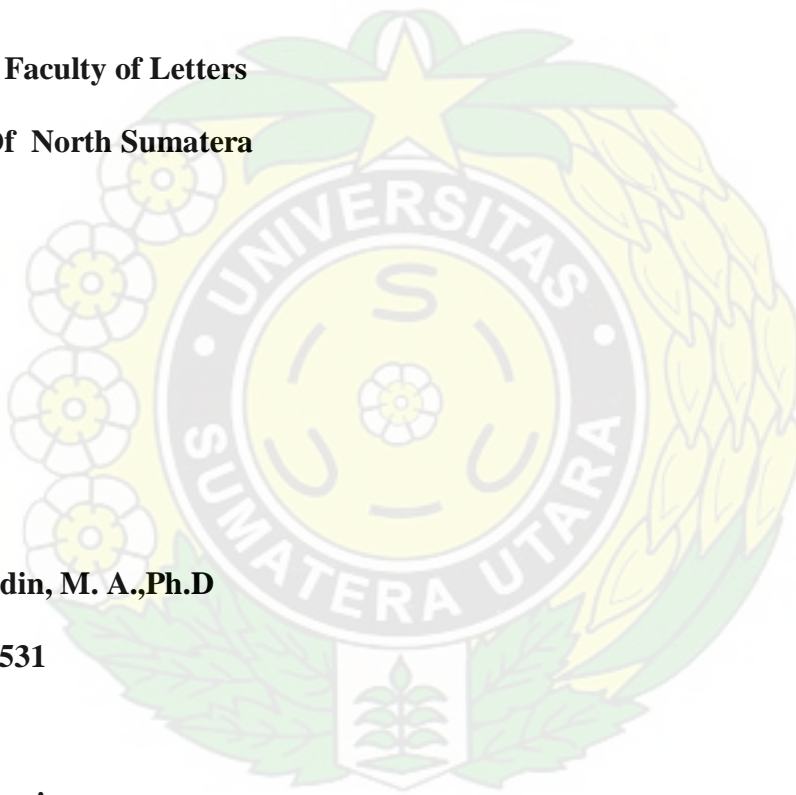 Faculty of Letters
Of North Sumatera
UNIVERSITAS
SUMATERA UTARA
S
U U
din, M. A.,Ph.D
531